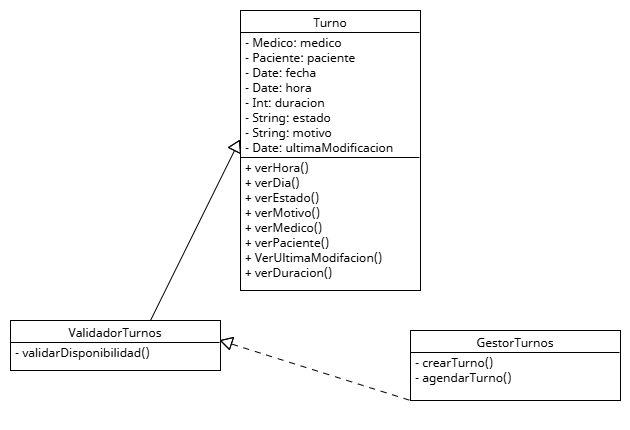 Turno
- Medico: medico
- Paciente: paciente
- Date: fecha
- Date: hora
- Int: duracion
- String: estado
- String: motivo
- Date: ultimaModificacion
+ verHora()
+ verDia()
+ verEstado()
+ verMotivo()
+ verMedico()
+ verPaciente()
+ VerUltimaModifacion()
+ verDuracion()
ValidadorTurnos
- validarDisponibilidad()
GestorTurnos
- crearTurno()
- agendarTurno()